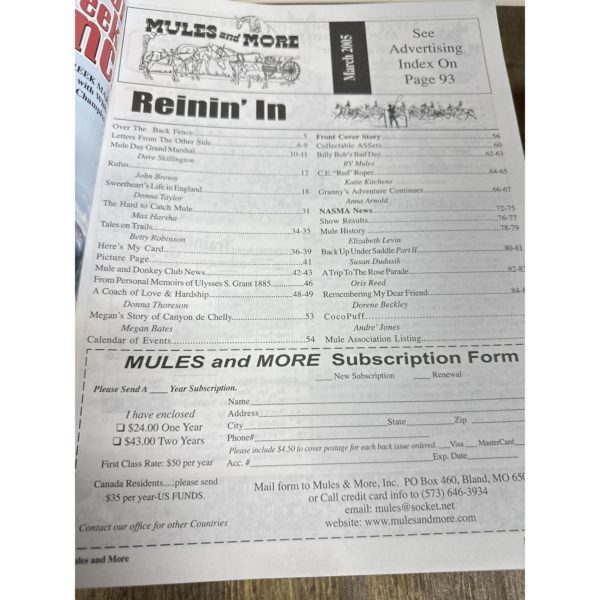 MULES and MORE
March 2005
See
Advertising
Index On
Page 93
Reinin' In
Over The Back Fence 5
Letters From The Other Side 6-9
Mule Day Grand Marshal 10-11
Dave Skillington
Rufus 12
John Brown
Sweetheart's Life in England 18
Donna Taylor
The Hard to Catch Mule 31
Max Harsha
Tales on Trails 34-35
Betty Robinson
Here's My Card 36-39
Picture Page 41
Mule and Donkey Club News 42-43
From Personal Memoirs of Ulysses S. Grant 1885 46
A Coach of Love & Hardship 48-49
Donna Thoreson
Megan's Story of Canyon de Chelly 53
Megan Bates
Calendar of Events 54
Front Cover Story 56
Collectable ASSets 60
Billy Bob's Bad Day 62-63
RV Mules
C.E. "Red" Roper 64-65
Katie Kitchens
Granny's Adventure Continues 66-67
Anna Arnold
NASMA News 72-75
Show Results 76-77
Mule History 78-79
Elizabeth Levin
Back Up Under Saddle Part II 80-81
Susan Dudasik
A Trip To The Rose Parade 82-83
Oris Reed
Remembering My Dear Friend 84-
Dorene Beckley
CocoPuff
Andre' Jones
Mule Association Listing
MULES and MORE Subscription Form
___ New Subscription ___ Renewal
Please Send A ___ Year Subscription.
I have enclosed
☐ $24.00 One Year
☐ $43.00 Two Years
First Class Rate: $50 per year
Canada Residents.....please send
$35 per year-US FUNDS.
Contact our office for other Countries
Name
Address
City State Zip
Phone#
Please include $4.50 to cover postage for each back issue ordered. ___Visa ___MasterCard
Acc. # Exp. Date
Mail form to Mules & More, Inc. PO Box 460, Bland, MO 650
or Call credit card info to (573) 646-3934
email: mules@socket.net
website: www.mulesandmore.com
ules and More